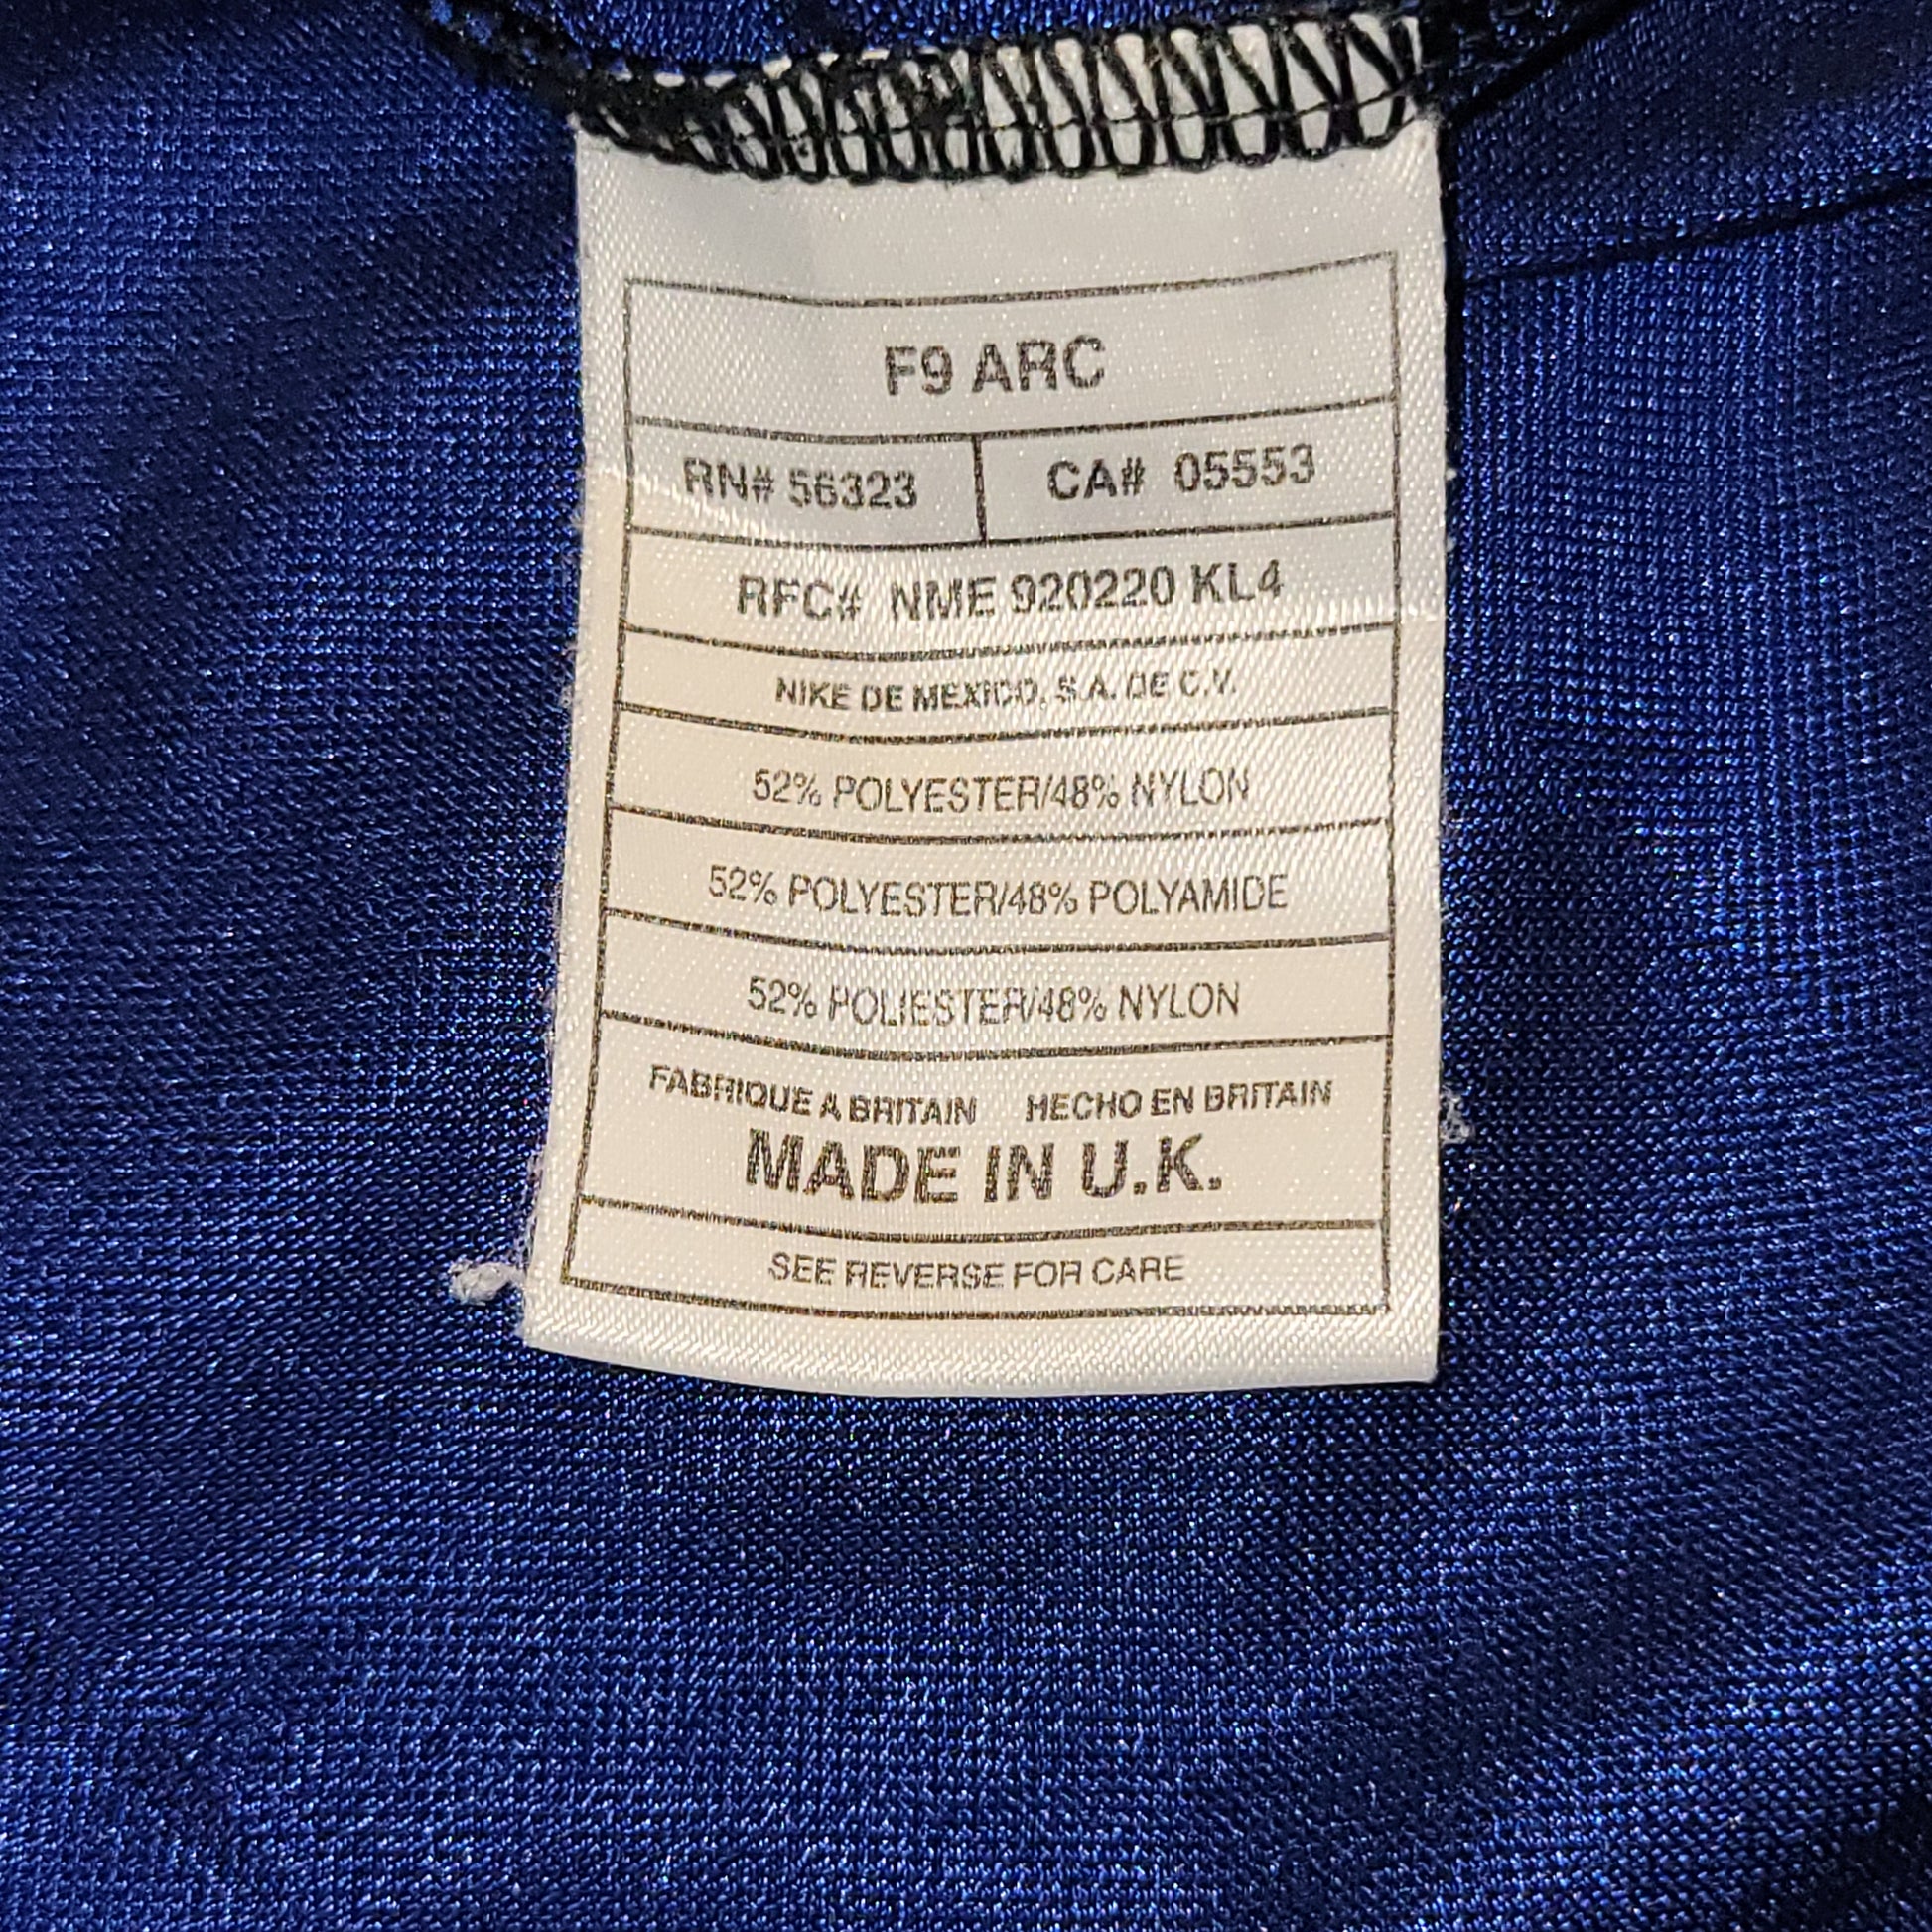 F9 ARC
RN# 56323 CA# 05553
RFC# NME 920220 KL4
NIKE DE MEXICO, S.A. DE C.V.
52% POLYESTER/48% NYLON
52% POLYESTER/48% POLYAMIDE
52% POLIESTER/48% NYLON
FABRIQUE A BRITAIN HECHO EN BRITAIN
MADE IN U.K.
SEE REVERSE FOR CARE